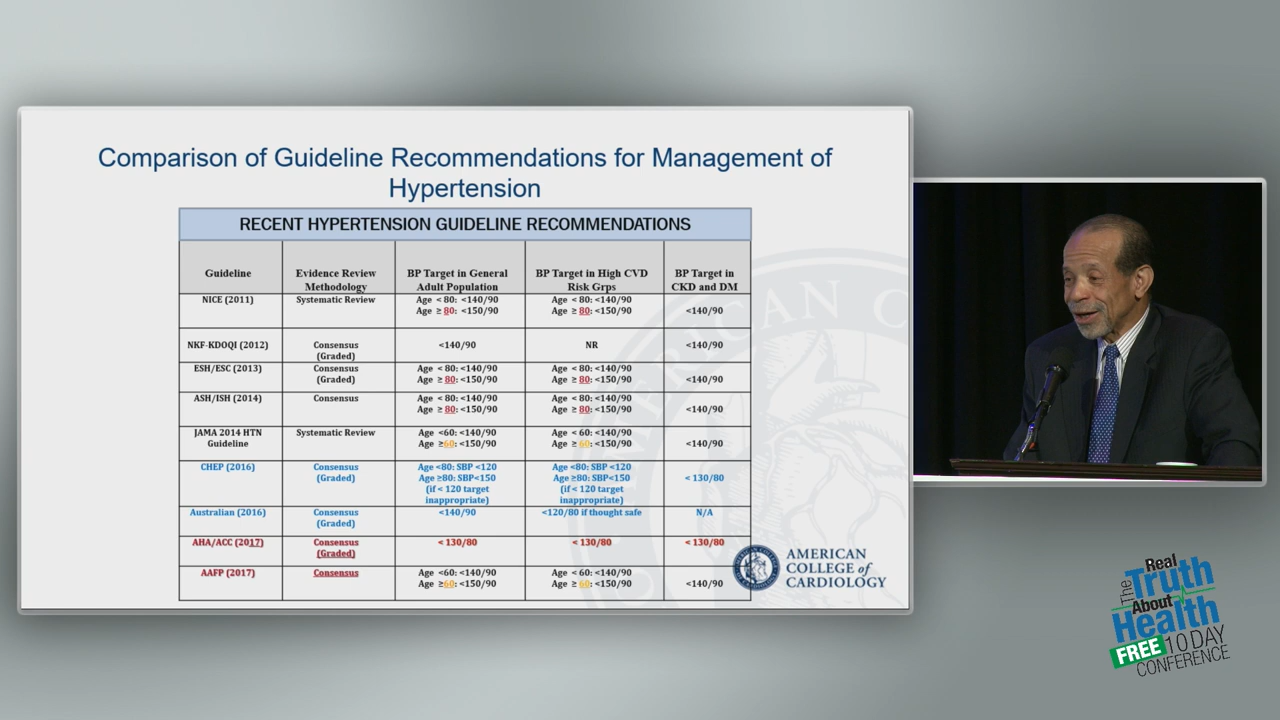 Comparison of Guideline Recommendations for Management of
Hypertension
RECENT HYPERTENSION GUIDELINE RECOMMENDATIONS
Guideline
Evidence Review
Methodology
BP Target in General
Adult Population
BP Target in High CVD
Risk Grps
BP Target in
CKD and DM
NICE (2011)
Systematic Review
Age < 80: <140/90
Age ≥ 80: <150/90
Age < 80: <140/90
Age ≥ 80: <150/90
<140/90
NKF-KDOQI (2012)
Consensus
(Graded)
<140/90
NR
<140/90
ESH/ESC (2013)
Consensus
(Graded)
Age < 80: <140/90
Age ≥ 80: <150/90
Age < 80: <140/90
Age ≥ 80: <150/90
<140/90
ASH/ISH (2014)
Consensus
Age < 80: <140/90
Age ≥ 80: <150/90
Age < 80: <140/90
Age ≥ 80: <150/90
<140/90
JAMA 2014 HTN
Guideline
Systematic Review
Age <60: <140/90
Age ≥60: <150/90
Age < 60: <140/90
Age ≥ 60: <150/90
<140/90
CHEP (2016)
Consensus
(Graded)
Age <80: SBP <120
Age ≥80: SBP<150
(if < 120 target
inappropriate)
Age <80: SBP <120
Age ≥80: SBP<150
(if < 120 target
inappropriate)
< 130/80
Australian (2016)
Consensus
(Graded)
<140/90
<120/80 if thought safe
N/A
AHA/ACC (2017)
Consensus
(Graded)
< 130/80
< 130/80
< 130/80
AAFP (2017)
Consensus
Age <60: <140/90
Age ≥60: <150/90
Age < 60: <140/90
Age ≥ 60: <150/90
<140/90
AMERICAN
COLLEGE of
CARDIOLOGY
The Real
Truth
About
Health
FREE 10 DAY
CONFERENCE